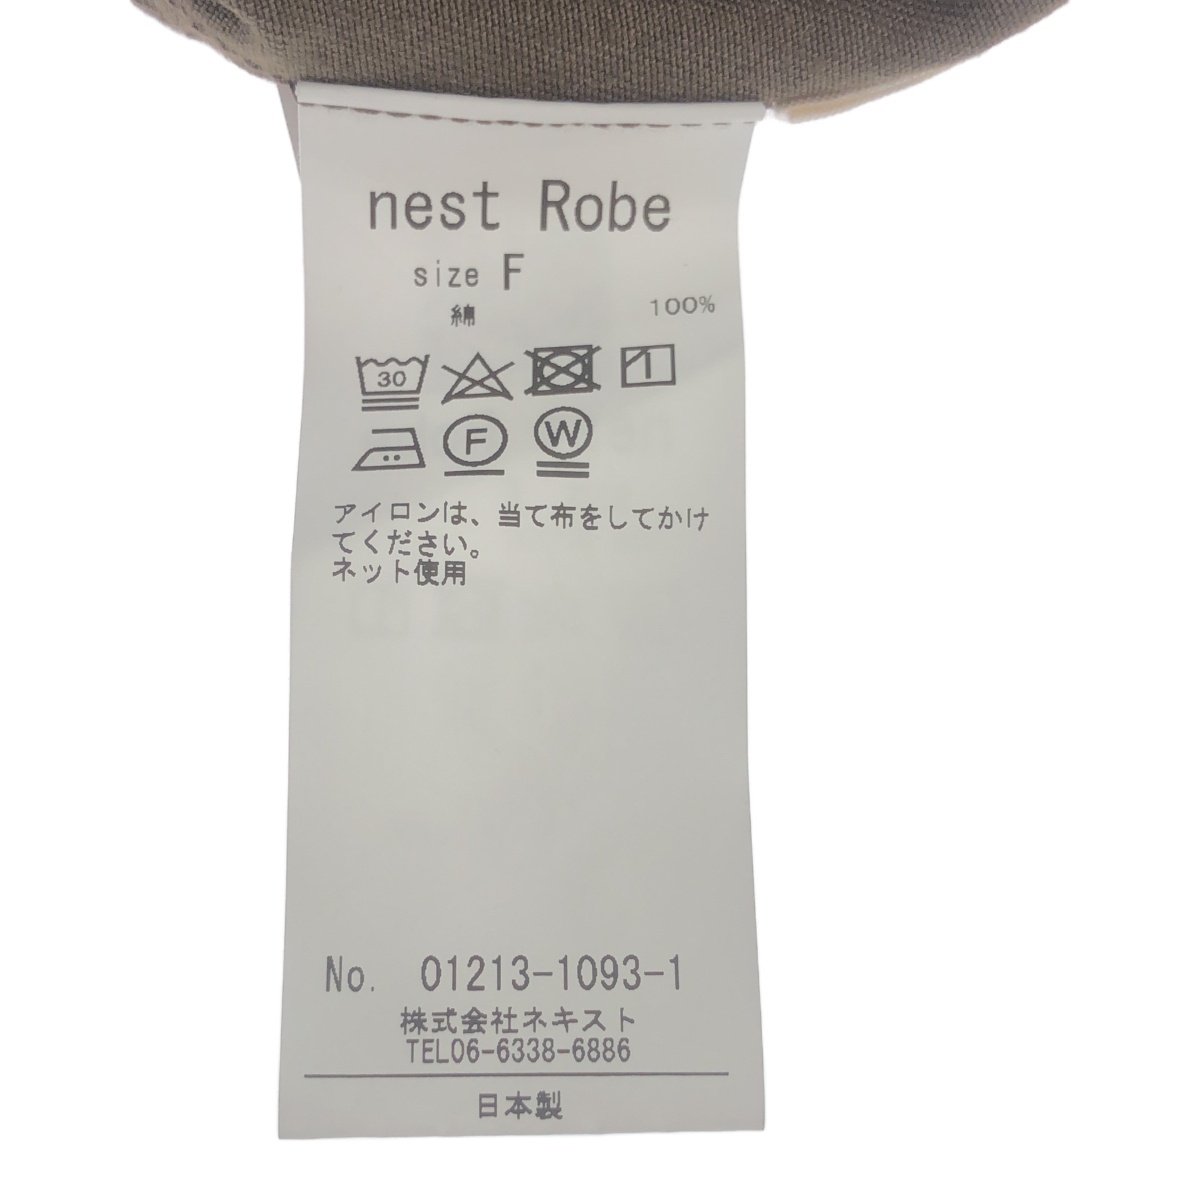 nest Robe
size F
綿 100%
30
F W
アイロンは、当て布をしてかけ
てください。
ネット使用
No. 01213-1093-1
株式会社ネキスト
TEL06-6338-6886
日本製